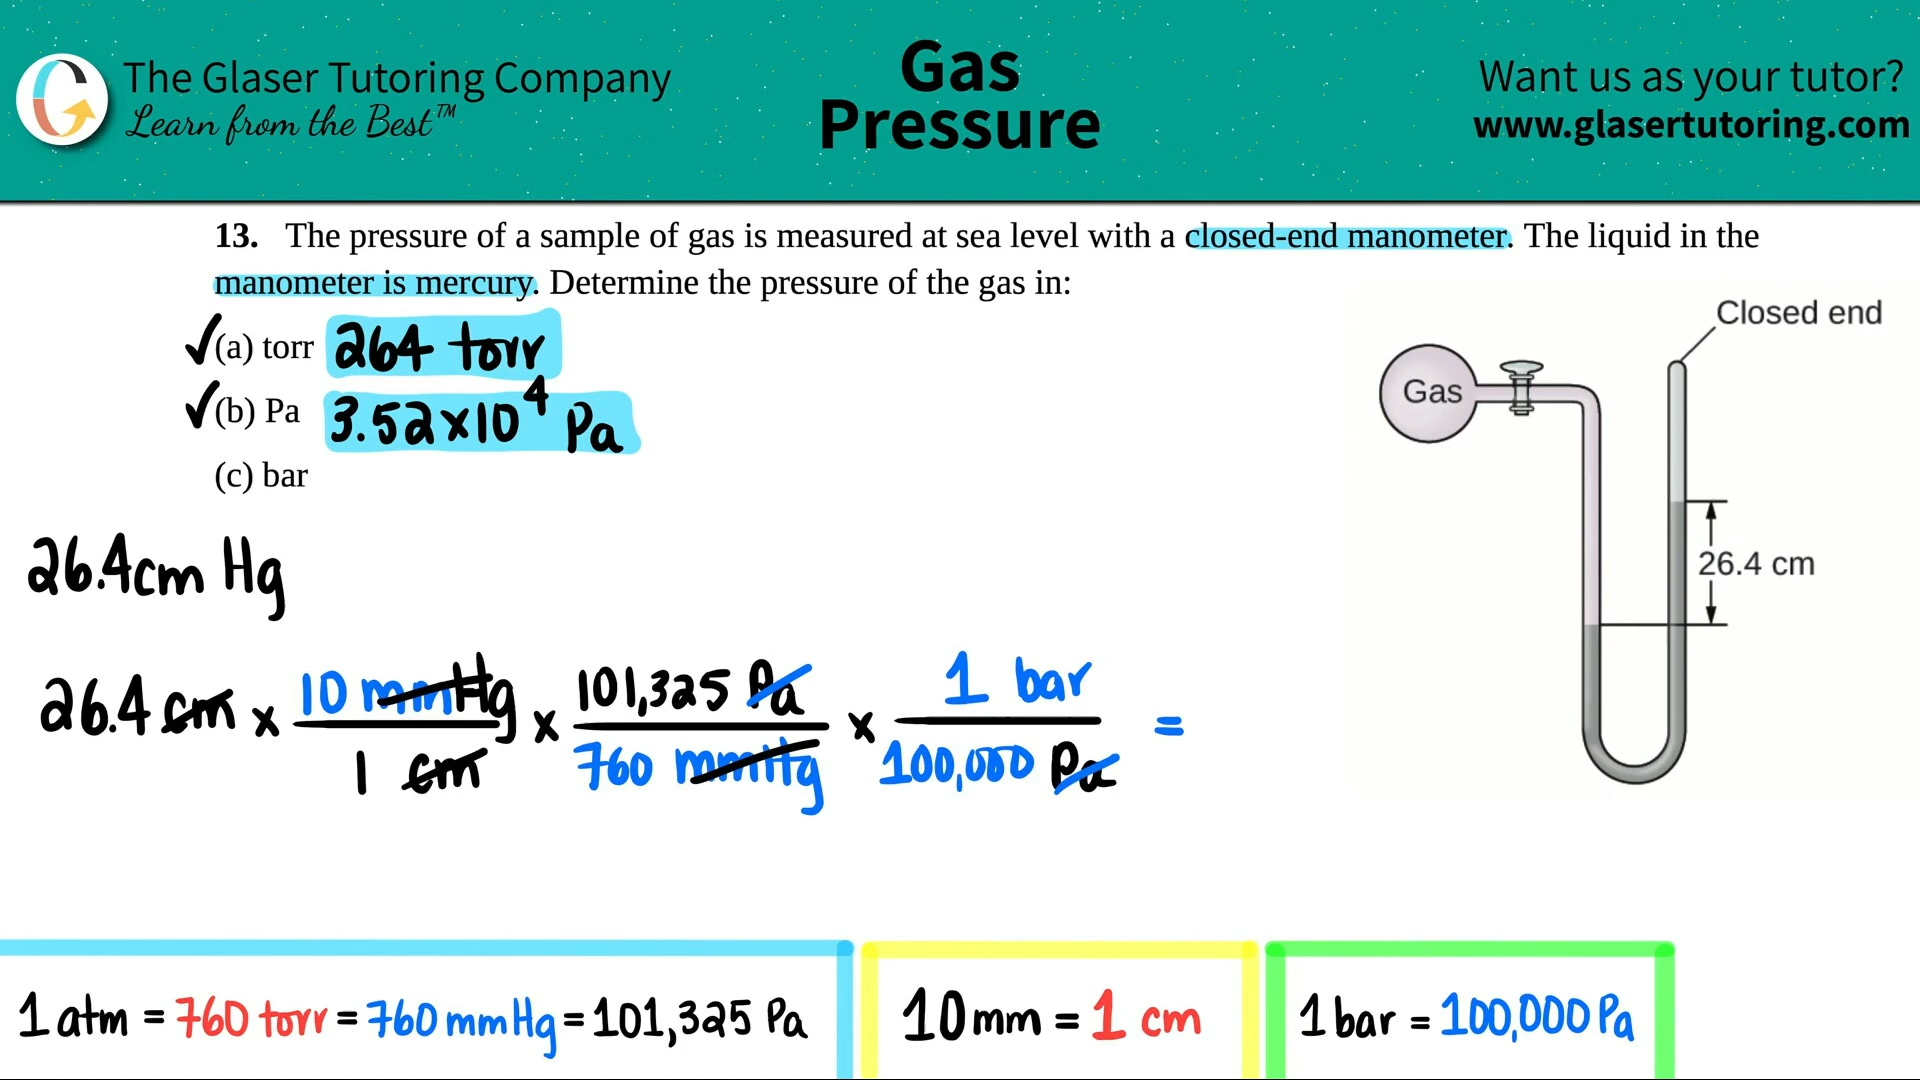 The Glaser Tutoring Company
Learn from the Best™
Gas
Pressure
Want us as your tutor?
www.glasertutoring.com
13. The pressure of a sample of gas is measured at sea level with a closed-end manometer. The liquid in the
manometer is mercury. Determine the pressure of the gas in:
✓(a) torr 264 torr
✓(b) Pa 3.52×10⁴ Pa
(c) bar
Closed end
Gas
26.4 cm
26.4cm Hg
26.4 cm × 10 mmHg / 1 cm × 101,325 Pa / 760 mmHg × 1 bar / 100,000 Pa =
1 atm = 760 torr = 760 mmHg = 101,325 Pa
10mm = 1 cm
1 bar = 100,000 Pa